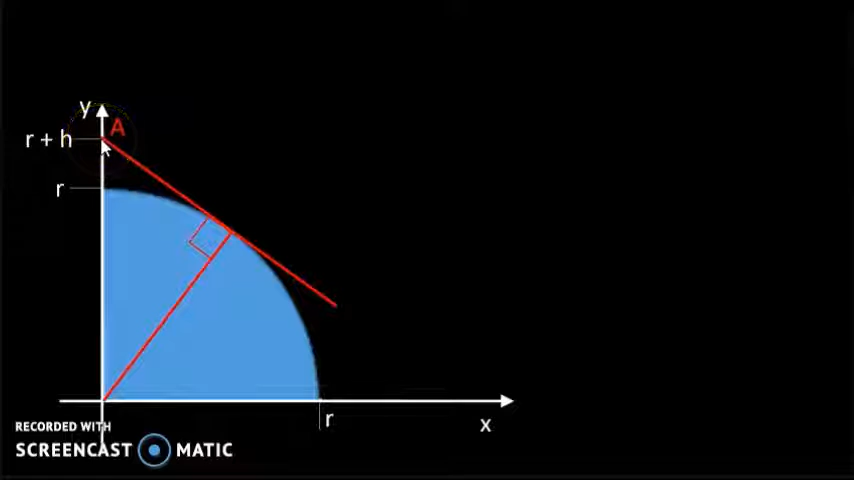 y
A
r + h
r
r
x
RECORDED WITH
SCREENCAST MATIC